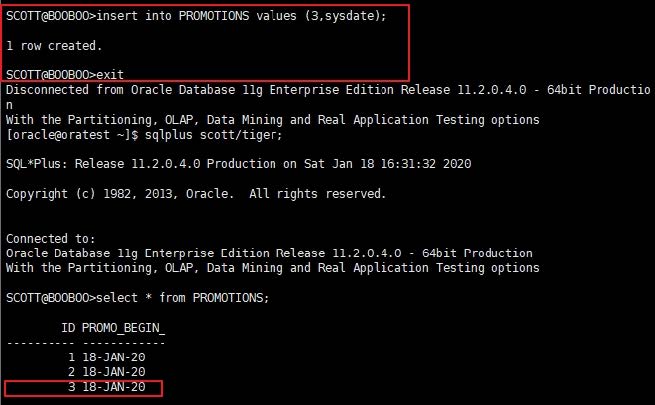 SCOTT@BOOBOO>insert into PROMOTIONS values (3,sysdate);
1 row created.
SCOTT@BOOBOO>exit
Disconnected from Oracle Database 11g Enterprise Edition Release 11.2.0.4.0 - 64bit Productio
n
With the Partitioning, OLAP, Data Mining and Real Application Testing options
[oracle@oratest ~]$ sqlplus scott/tiger;
SQL*Plus: Release 11.2.0.4.0 Production on Sat Jan 18 16:31:32 2020
Copyright (c) 1982, 2013, Oracle.  All rights reserved.
Connected to:
Oracle Database 11g Enterprise Edition Release 11.2.0.4.0 - 64bit Production
With the Partitioning, OLAP, Data Mining and Real Application Testing options
SCOTT@BOOBOO>select * from PROMOTIONS;
        ID PROMO_BEGIN_
---------- ------------
         1 18-JAN-20
         2 18-JAN-20
         3 18-JAN-20